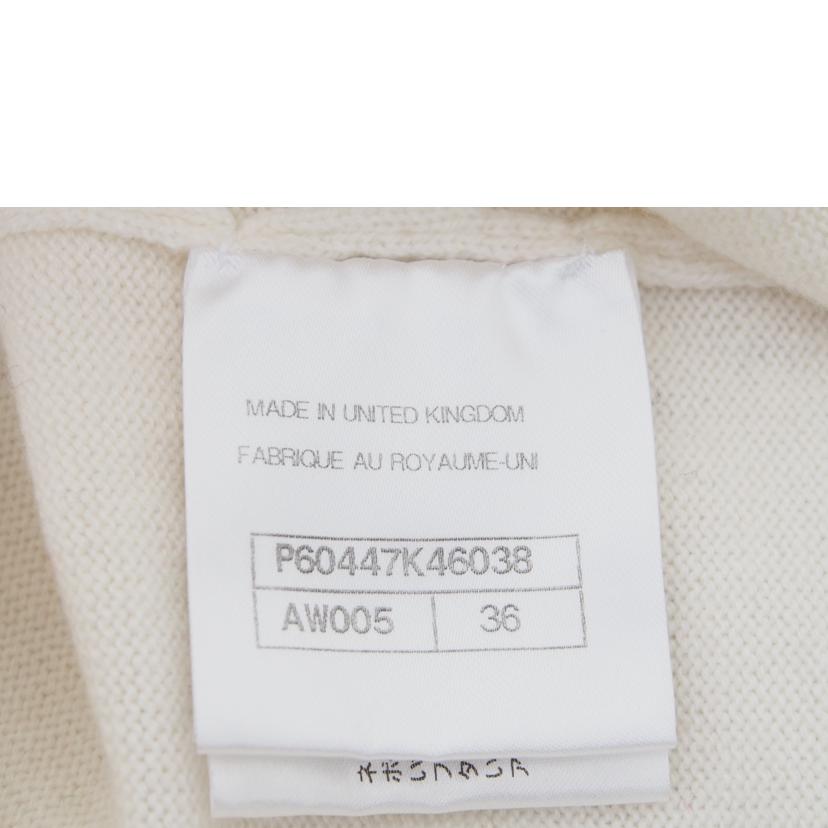 MADE IN UNITED KINGDOM
FABRIQUE AU ROYAUME-UNI
P60447K46038
AW005 36